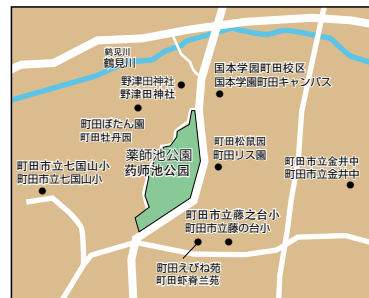 鹤见川
鶴見川
野津田神社
野津田神社
国本学园町田校区
国本学園町田キャンパス
町田ぼたん園
町田牡丹园
薬師池公園
药师池公园
町田松鼠园
町田リス園
町田市立七国山小
町田市立七国山小
町田市立金井中
町田市立金井中
町田市立藤之台小
町田市立藤の台小
町田えびね苑
町田虾脊兰苑